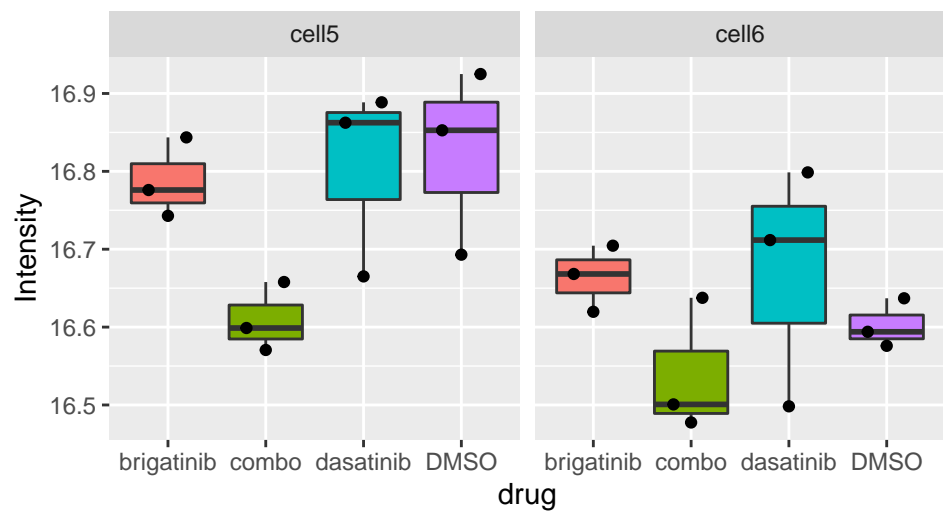 cell5 cell6
Intensity
16.9
16.8
16.7
16.6
16.5
brigatinib combo dasatinib DMSO brigatinib combo dasatinib DMSO
drug